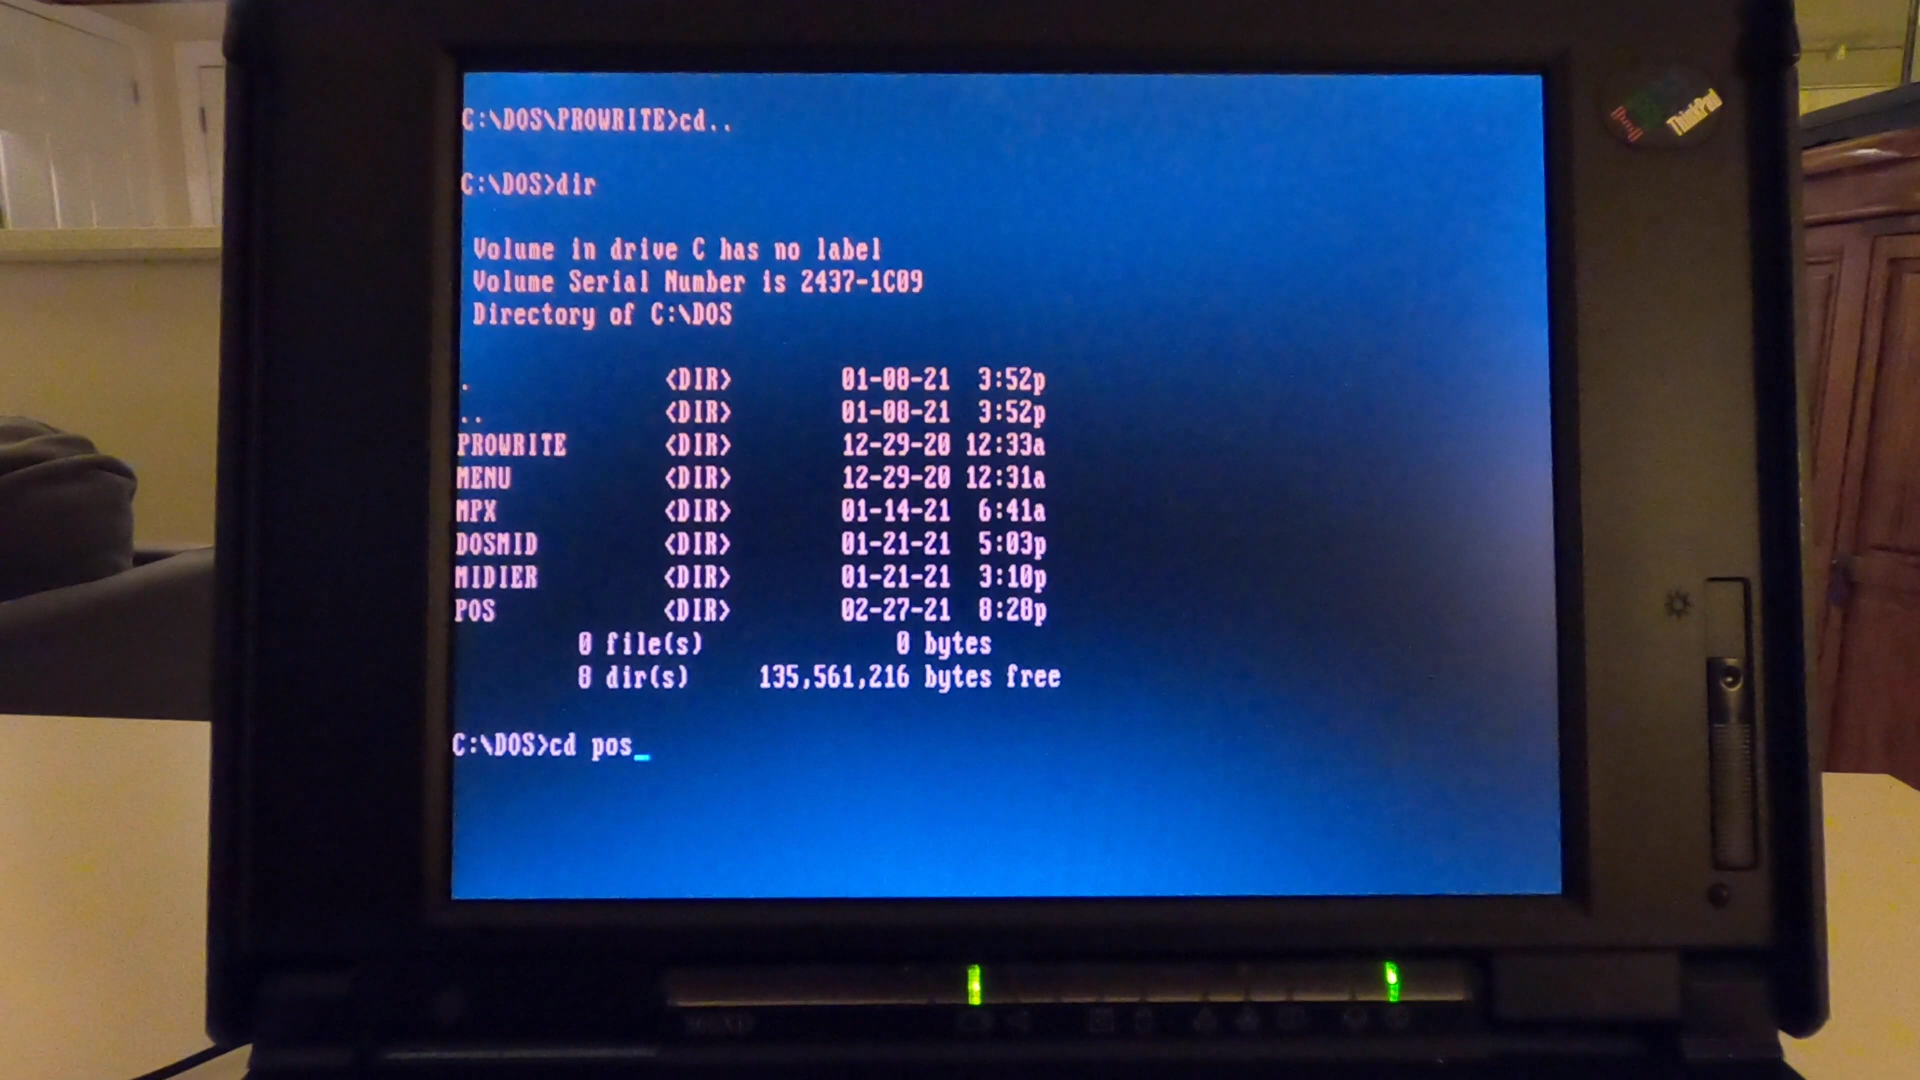 C:\DOS\PROWRITE>cd..
C:\DOS>dir
Volume in drive C has no label
Volume Serial Number is 2437-1C09
Directory of C:\DOS
. <DIR> 01-08-21 3:52p
.. <DIR> 01-08-21 3:52p
PROWRITE <DIR> 12-29-20 12:33a
MENU <DIR> 12-29-20 12:31a
MPX <DIR> 01-14-21 6:41a
DOSMID <DIR> 01-21-21 5:03p
MIDIER <DIR> 01-21-21 3:10p
POS <DIR> 02-27-21 8:28p
0 file(s) 0 bytes
8 dir(s) 135,561,216 bytes free
C:\DOS>cd pos_
ThinkPad